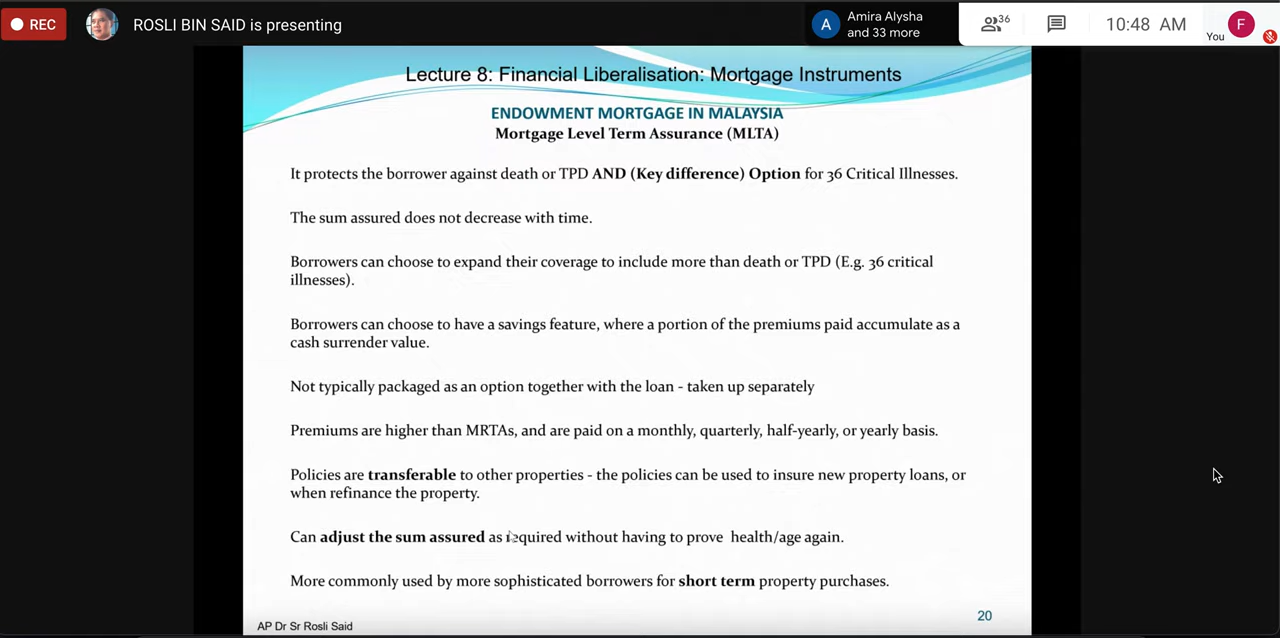 REC
ROSLI BIN SAID is presenting
A
Amira Alysha
and 33 more
36
10:48 AM
You
F
Lecture 8: Financial Liberalisation: Mortgage Instruments
ENDOWMENT MORTGAGE IN MALAYSIA
Mortgage Level Term Assurance (MLTA)
It protects the borrower against death or TPD AND (Key difference) Option for 36 Critical Illnesses.
The sum assured does not decrease with time.
Borrowers can choose to expand their coverage to include more than death or TPD (E.g. 36 critical
illnesses).
Borrowers can choose to have a savings feature, where a portion of the premiums paid accumulate as a
cash surrender value.
Not typically packaged as an option together with the loan - taken up separately
Premiums are higher than MRTAs, and are paid on a monthly, quarterly, half-yearly, or yearly basis.
Policies are transferable to other properties - the policies can be used to insure new property loans, or
when refinance the property.
Can adjust the sum assured as required without having to prove health/age again.
More commonly used by more sophisticated borrowers for short term property purchases.
20
AP Dr Sr Rosli Said